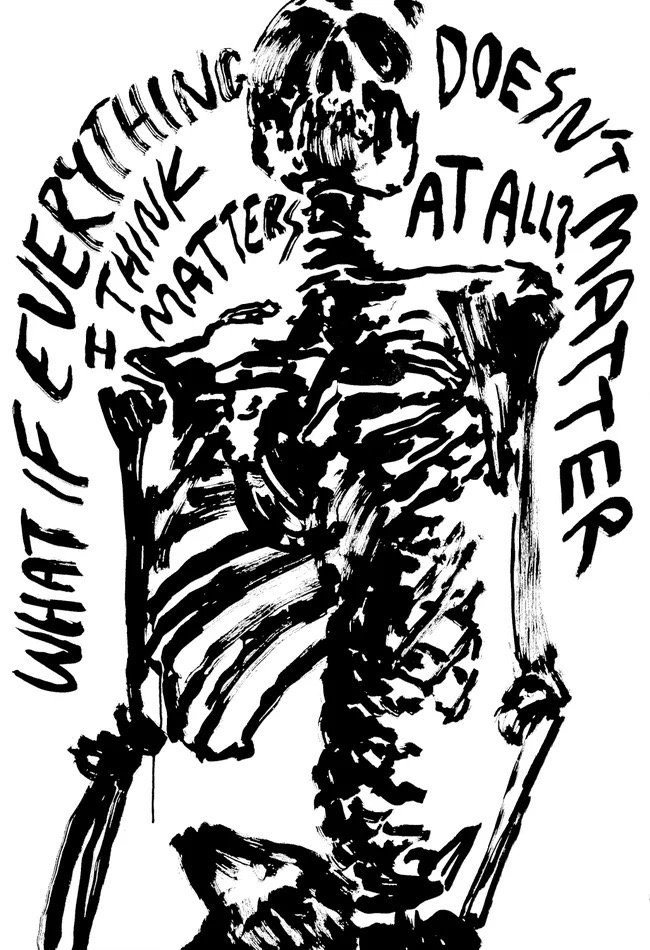 WHAT IF EVERYTHING
I THINK
MATTERS
DOESN'T MATTER
AT ALL?